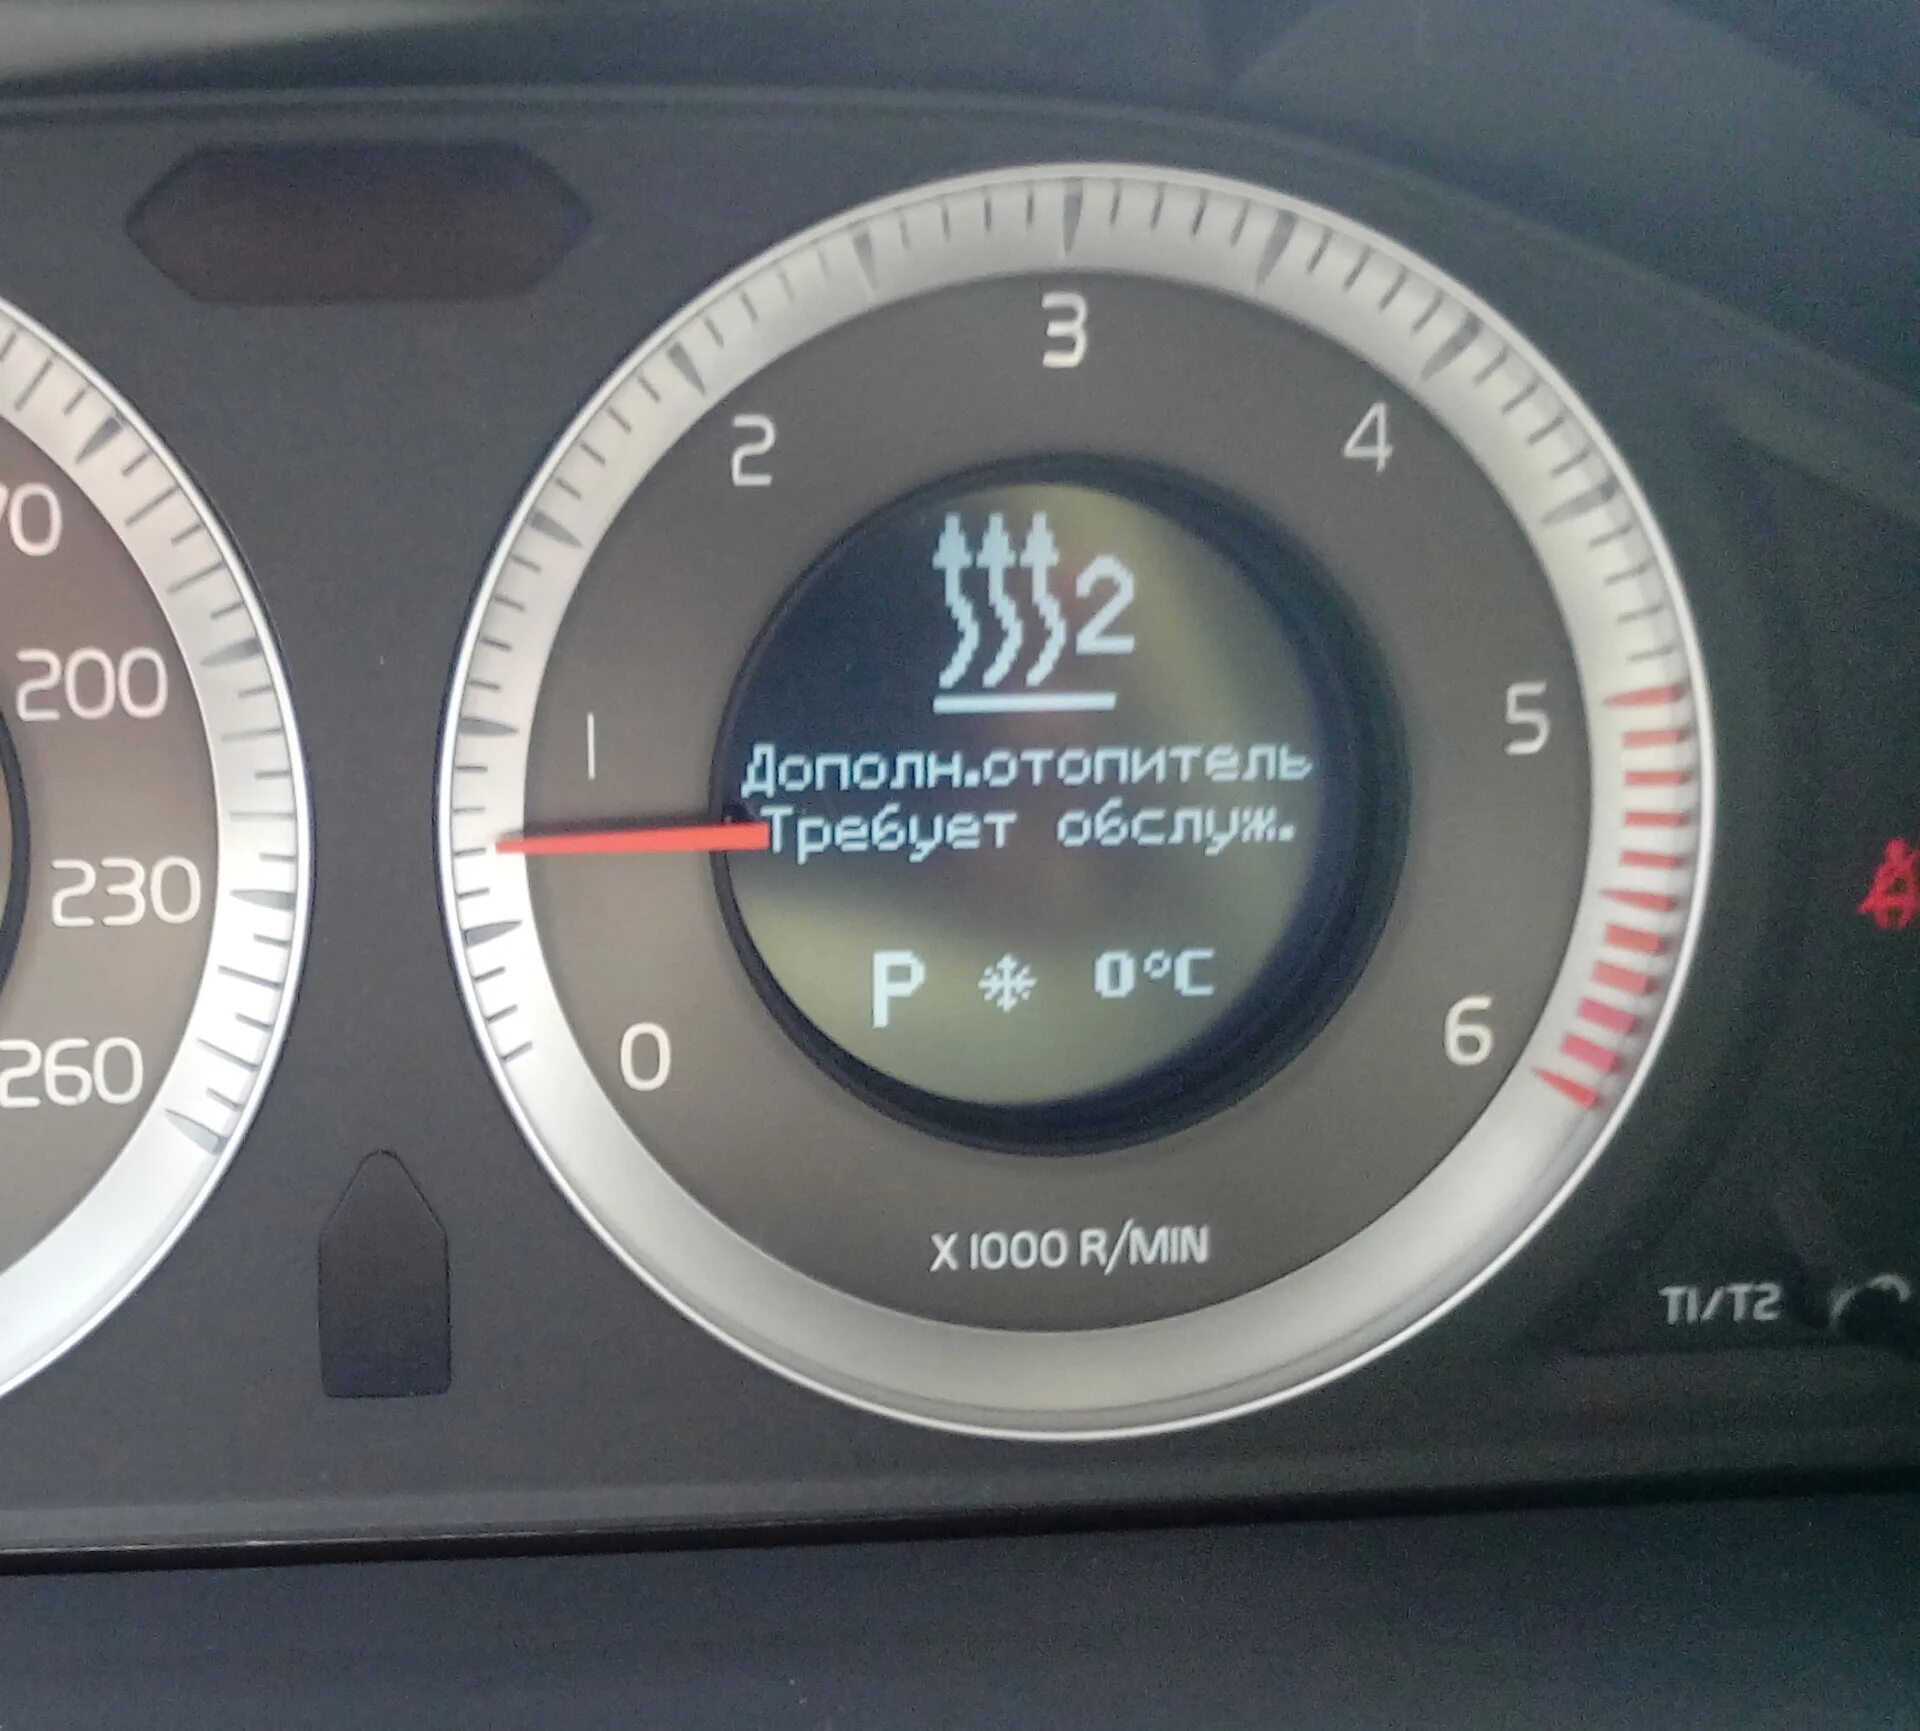 3
2
4
70
2
200
1
5
Дополн.отопитель
Требует обслуж.
230
P ❄ 0°C
0
6
260
X 1000 R/MIN
T1/T2